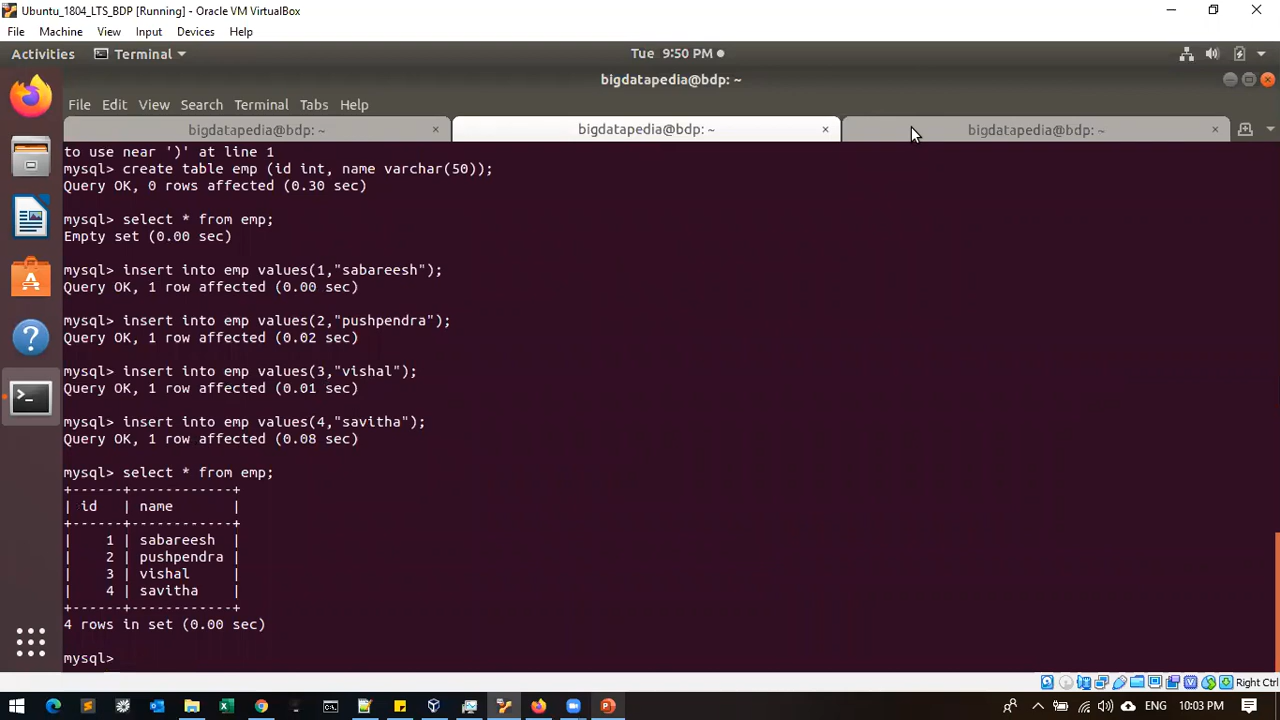 Ubuntu_1804_LTS_BDP [Running] - Oracle VM VirtualBox
File Machine View Input Devices Help
Activities Terminal Tue 9:50 PM
bigdatapedia@bdp: ~
File Edit View Search Terminal Tabs Help
bigdatapedia@bdp: ~ bigdatapedia@bdp: ~ bigdatapedia@bdp: ~
to use near ')' at line 1
mysql> create table emp (id int, name varchar(50));
Query OK, 0 rows affected (0.30 sec)
mysql> select * from emp;
Empty set (0.00 sec)
mysql> insert into emp values(1,"sabareesh");
Query OK, 1 row affected (0.00 sec)
mysql> insert into emp values(2,"pushpendra");
Query OK, 1 row affected (0.02 sec)
mysql> insert into emp values(3,"vishal");
Query OK, 1 row affected (0.01 sec)
mysql> insert into emp values(4,"savitha");
Query OK, 1 row affected (0.08 sec)
mysql> select * from emp;
+------+------------+
| id   | name       |
+------+------------+
|    1 | sabareesh  |
|    2 | pushpendra |
|    3 | vishal     |
|    4 | savitha    |
+------+------------+
4 rows in set (0.00 sec)
mysql>
Right Ctrl
ENG 10:03 PM